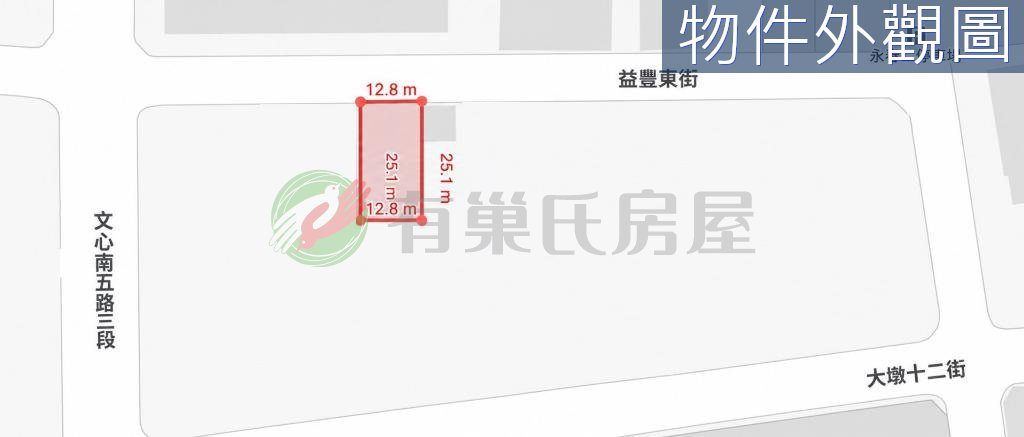 物件外觀圖
益豐東街
12.8 m
25.1 m
25.1 m
12.8 m
有巢氏房屋
文心南五路三段
大墩十二街